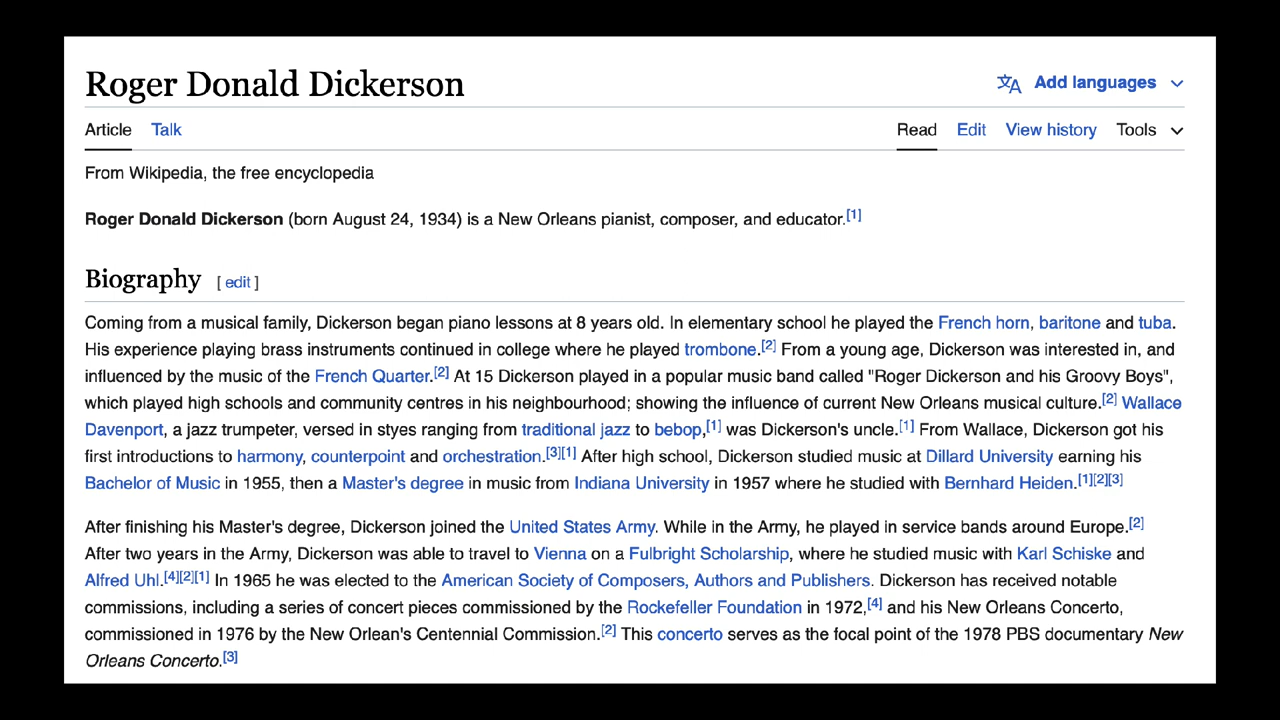 Roger Donald Dickerson
Add languages
Article Talk Read Edit View history Tools
From Wikipedia, the free encyclopedia
Roger Donald Dickerson (born August 24, 1934) is a New Orleans pianist, composer, and educator.[1]
Biography [ edit ]
Coming from a musical family, Dickerson began piano lessons at 8 years old. In elementary school he played the French horn, baritone and tuba.
His experience playing brass instruments continued in college where he played trombone.[2] From a young age, Dickerson was interested in, and
influenced by the music of the French Quarter.[2] At 15 Dickerson played in a popular music band called "Roger Dickerson and his Groovy Boys",
which played high schools and community centres in his neighbourhood; showing the influence of current New Orleans musical culture.[2] Wallace
Davenport, a jazz trumpeter, versed in styes ranging from traditional jazz to bebop,[1] was Dickerson's uncle.[1] From Wallace, Dickerson got his
first introductions to harmony, counterpoint and orchestration.[3][1] After high school, Dickerson studied music at Dillard University earning his
Bachelor of Music in 1955, then a Master's degree in music from Indiana University in 1957 where he studied with Bernhard Heiden.[1][2][3]
After finishing his Master's degree, Dickerson joined the United States Army. While in the Army, he played in service bands around Europe.[2]
After two years in the Army, Dickerson was able to travel to Vienna on a Fulbright Scholarship, where he studied music with Karl Schiske and
Alfred Uhl.[4][2][1] In 1965 he was elected to the American Society of Composers, Authors and Publishers. Dickerson has received notable
commissions, including a series of concert pieces commissioned by the Rockefeller Foundation in 1972,[4] and his New Orleans Concerto,
commissioned in 1976 by the New Orlean's Centennial Commission.[2] This concerto serves as the focal point of the 1978 PBS documentary New
Orleans Concerto.[3]